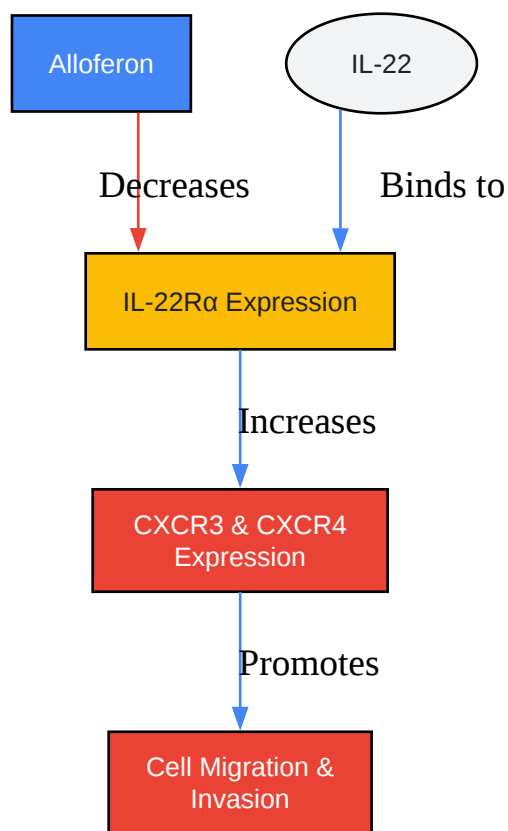 Alloferon
IL-22
Decreases
Binds to
IL-22Rα Expression
Increases
CXCR3 & CXCR4
Expression
Promotes
Cell Migration &
Invasion